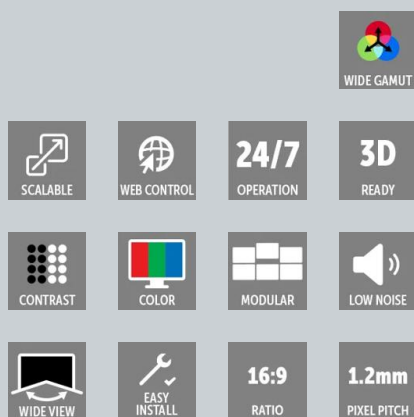 WIDE GAMUT
SCALABLE
WEB CONTROL
24/7
OPERATION
3D
READY
CONTRAST
COLOR
MODULAR
LOW NOISE
WIDE VIEW
EASY
INSTALL
16:9
RATIO
1.2mm
PIXEL PITCH